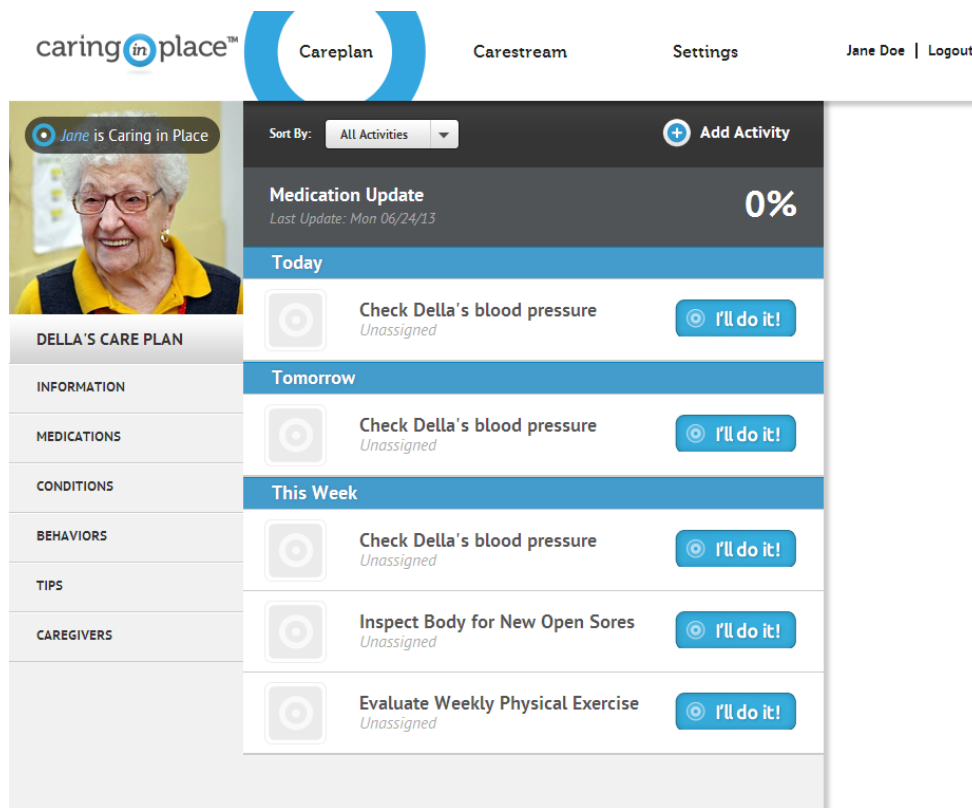 caring in place™
Careplan
Carestream
Settings
Jane Doe | Logout
Jane is Caring in Place
Sort By:
All Activities
Add Activity
Medication Update
Last Update: Mon 06/24/13
0%
DELLA'S CARE PLAN
INFORMATION
MEDICATIONS
CONDITIONS
BEHAVIORS
TIPS
CAREGIVERS
Today
Check Della's blood pressure
Unassigned
I'll do it!
Tomorrow
Check Della's blood pressure
Unassigned
I'll do it!
This Week
Check Della's blood pressure
Unassigned
I'll do it!
Inspect Body for New Open Sores
Unassigned
I'll do it!
Evaluate Weekly Physical Exercise
Unassigned
I'll do it!